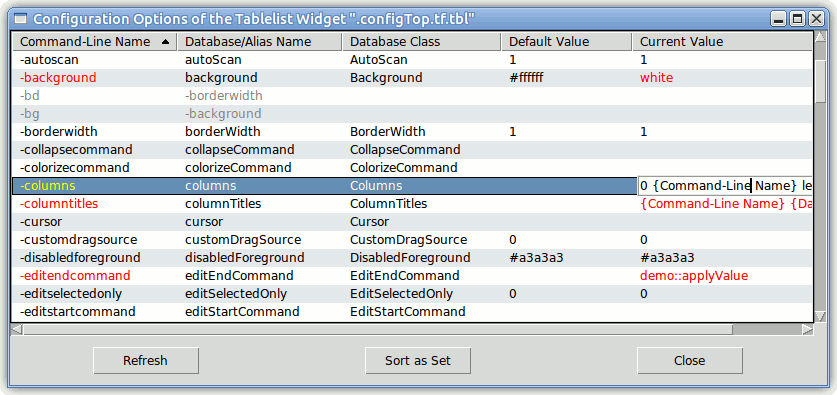 Configuration Options of the Tablelist Widget ".configTop.tf.tbl"
Command-Line Name Database/Alias Name Database Class Default Value Current Value
-autoscan autoScan AutoScan 1 1
-background background Background #ffffff white
-bd -borderwidth
-bg -background
-borderwidth borderWidth BorderWidth 1 1
-collapsecommand collapseCommand CollapseCommand
-colorizecommand colorizeCommand ColorizeCommand
-columns columns Columns 0 {Command-Line Name} le
-columntitles columnTitles ColumnTitles {Command-Line Name} {Da
-cursor cursor Cursor
-customdragsource customDragSource CustomDragSource 0 0
-disabledforeground disabledForeground DisabledForeground #a3a3a3 #a3a3a3
-editendcommand editEndCommand EditEndCommand demo::applyValue
-editselectedonly editSelectedOnly EditSelectedOnly 0 0
-editstartcommand editStartCommand EditStartCommand
Refresh Sort as Set Close